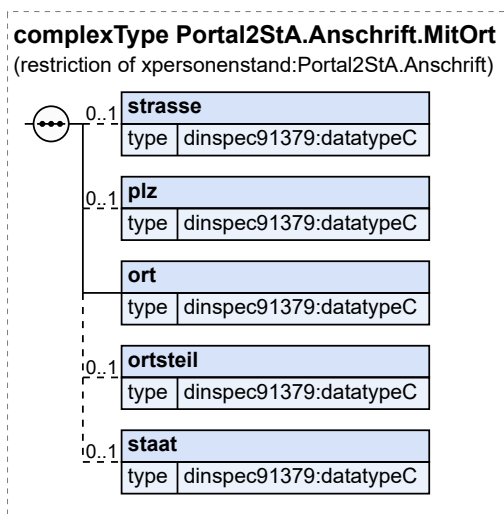 complexType Portal2StA.Anschrift.MitOrt
(restriction of xpersonenstand:Portal2StA.Anschrift)
0..1 strasse
type dinspec91379:datatypeC
0..1 plz
type dinspec91379:datatypeC
ort
type dinspec91379:datatypeC
0..1 ortsteil
type dinspec91379:datatypeC
0..1 staat
type dinspec91379:datatypeC